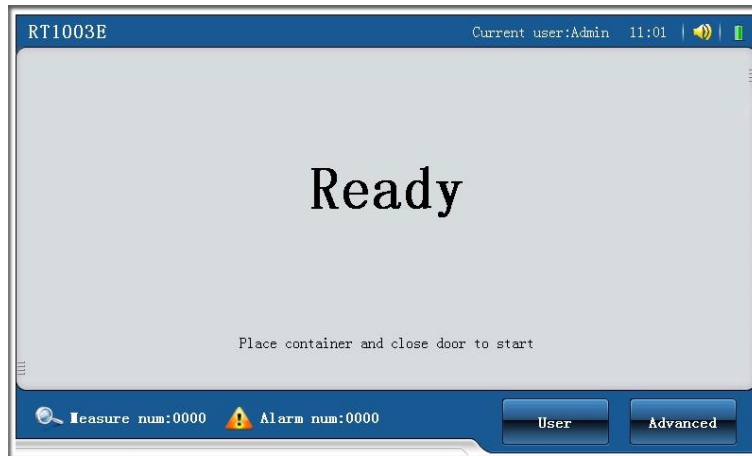 RT1003E Current user:Admin 11:01
Ready
Place container and close door to start
Measure num:0000 Alarm num:0000 User Advanced